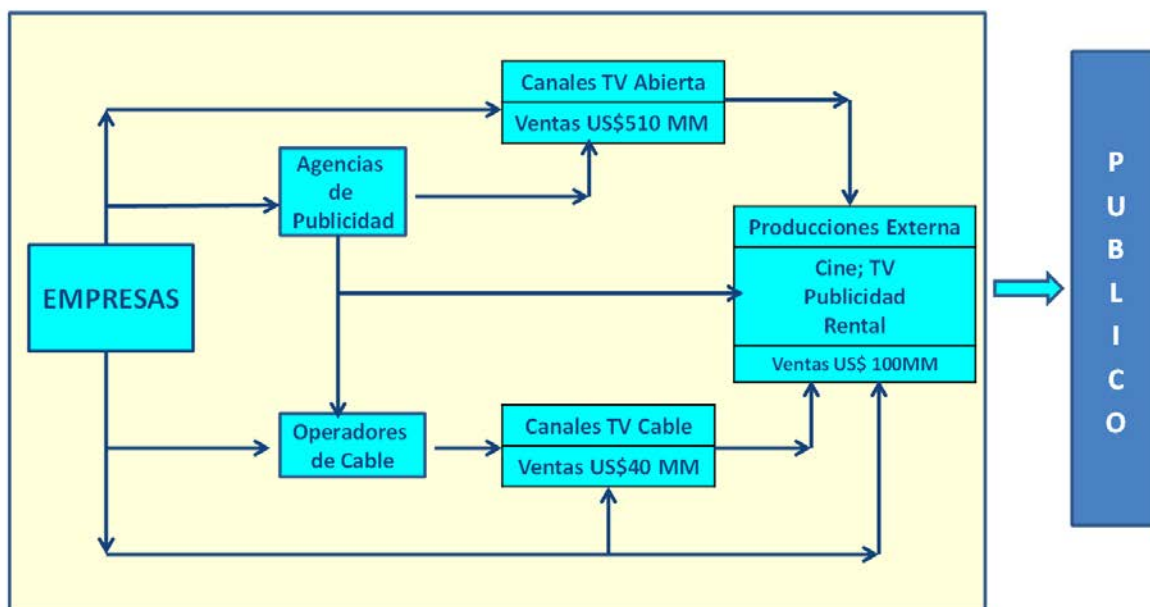 Canales TV Abierta
Ventas US$510 MM
Agencias
de
Publicidad
EMPRESAS
Producciones Externa
Cine; TV
Publicidad
Rental
Ventas US$ 100MM
Operadores
de Cable
Canales TV Cable
Ventas US$40 MM
P
U
B
L
I
C
O